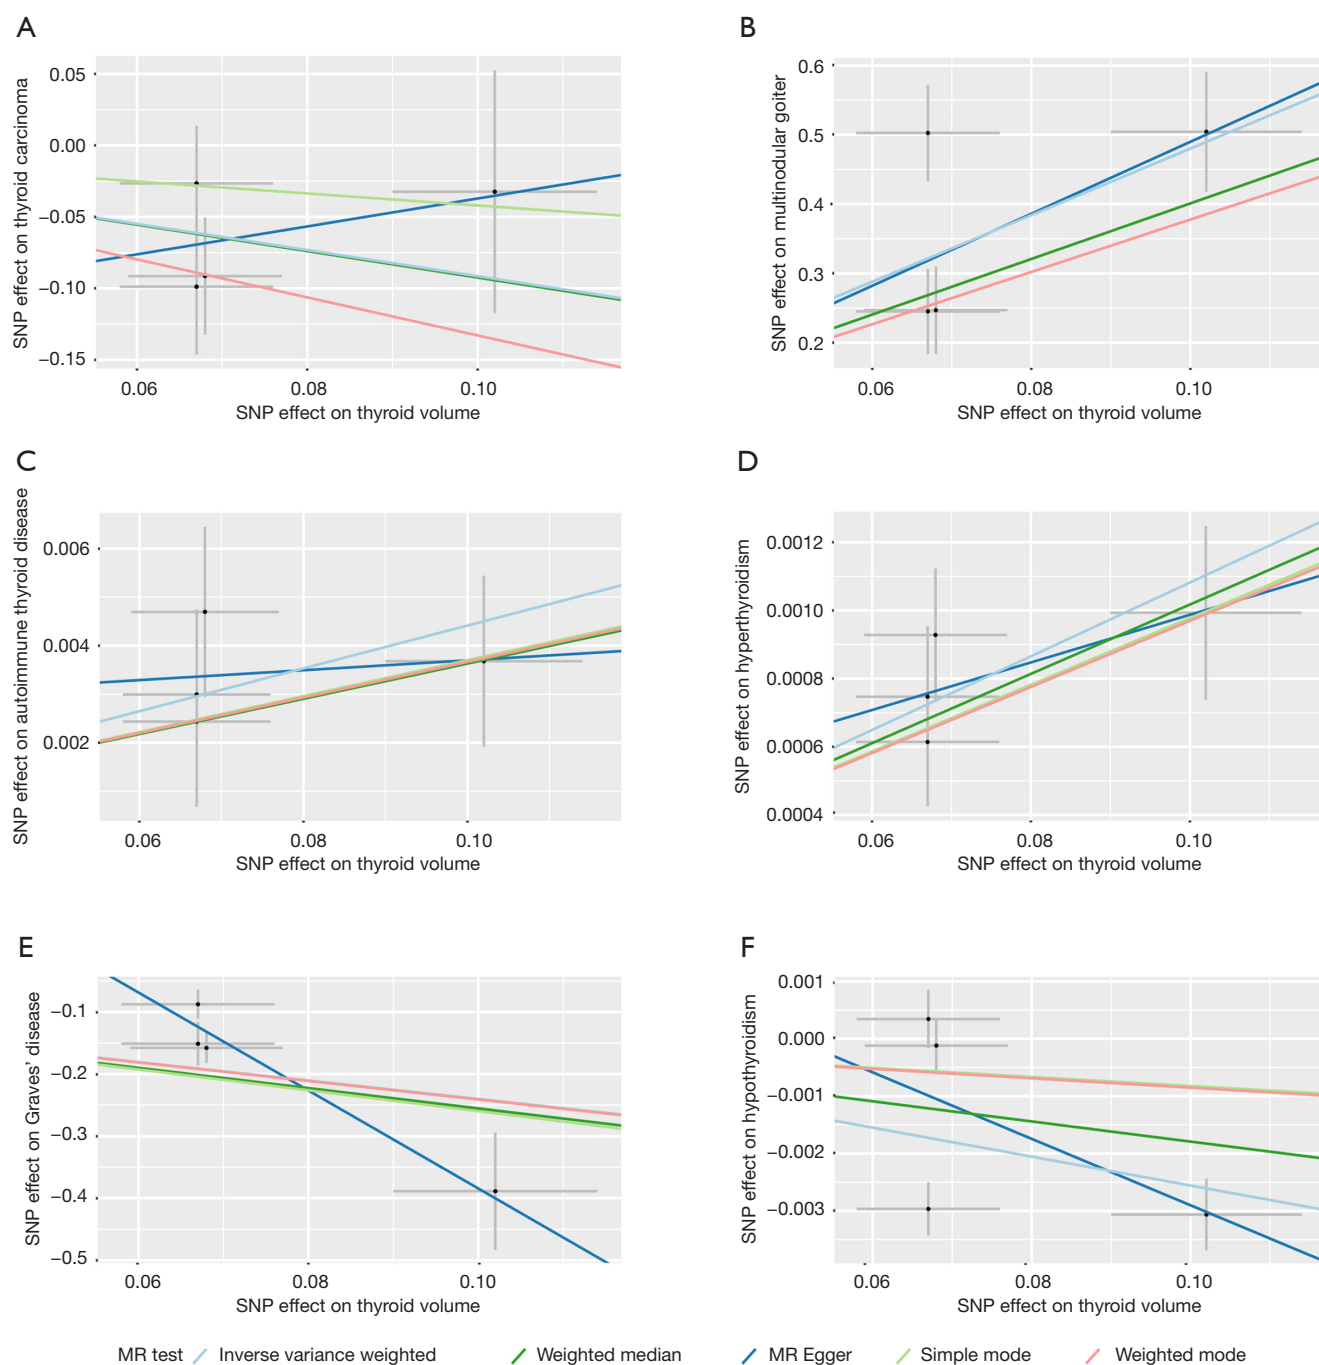 A
SNP effect on thyroid carcinoma
0.05
0.00
−0.05
−0.10
−0.15
0.06
0.08
0.10
SNP effect on thyroid volume
B
SNP effect on multinodular goiter
0.6
0.5
0.4
0.3
0.2
0.06
0.08
0.10
SNP effect on thyroid volume
C
SNP effect on autoimmune thyroid disease
0.006
0.004
0.002
0.06
0.08
0.10
SNP effect on thyroid volume
D
SNP effect on hyperthyroidism
0.0012
0.0010
0.0008
0.0006
0.0004
0.06
0.08
0.10
SNP effect on thyroid volume
E
SNP effect on Graves’ disease
−0.1
−0.2
−0.3
−0.4
−0.5
0.06
0.08
0.10
SNP effect on thyroid volume
F
SNP effect on hypothyroidism
0.001
0.000
−0.001
−0.002
−0.003
0.06
0.08
0.10
SNP effect on thyroid volume
MR test Inverse variance weighted Weighted median MR Egger Simple mode Weighted mode